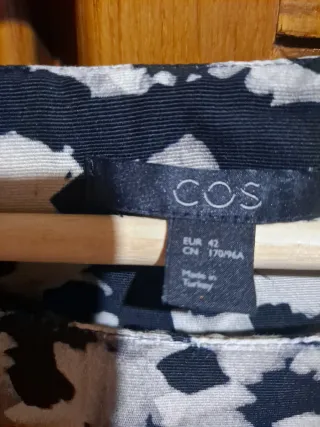 COS
EUR 42
CN 170/96A
Made in
Turkey